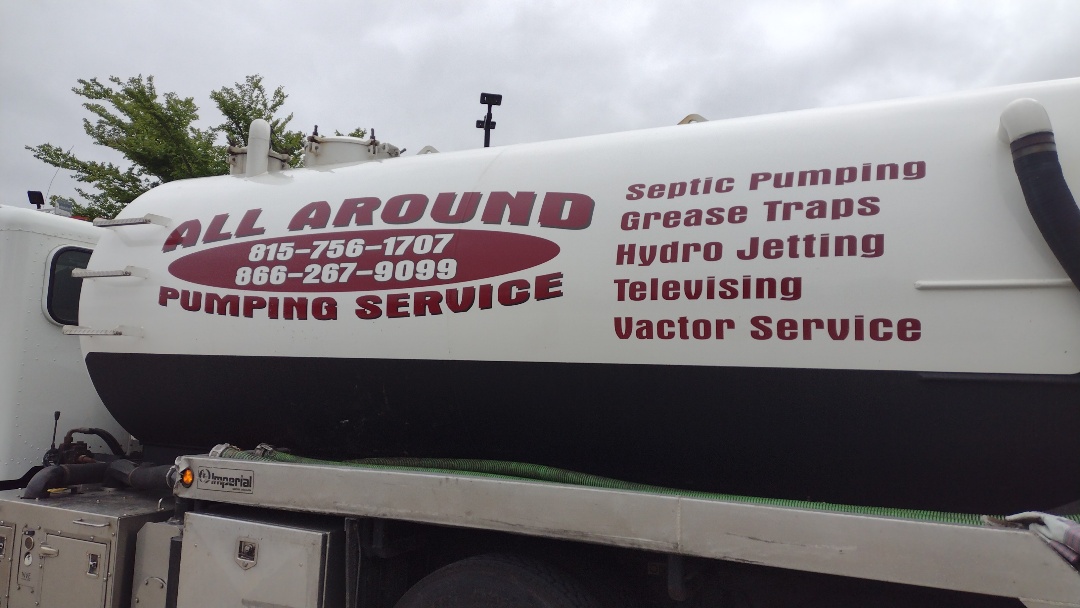 ALL AROUND
815-756-1707
866-267-9099
PUMPING SERVICE
Septic Pumping
Grease Traps
Hydro Jetting
Televising
Vactor Service
Imperial